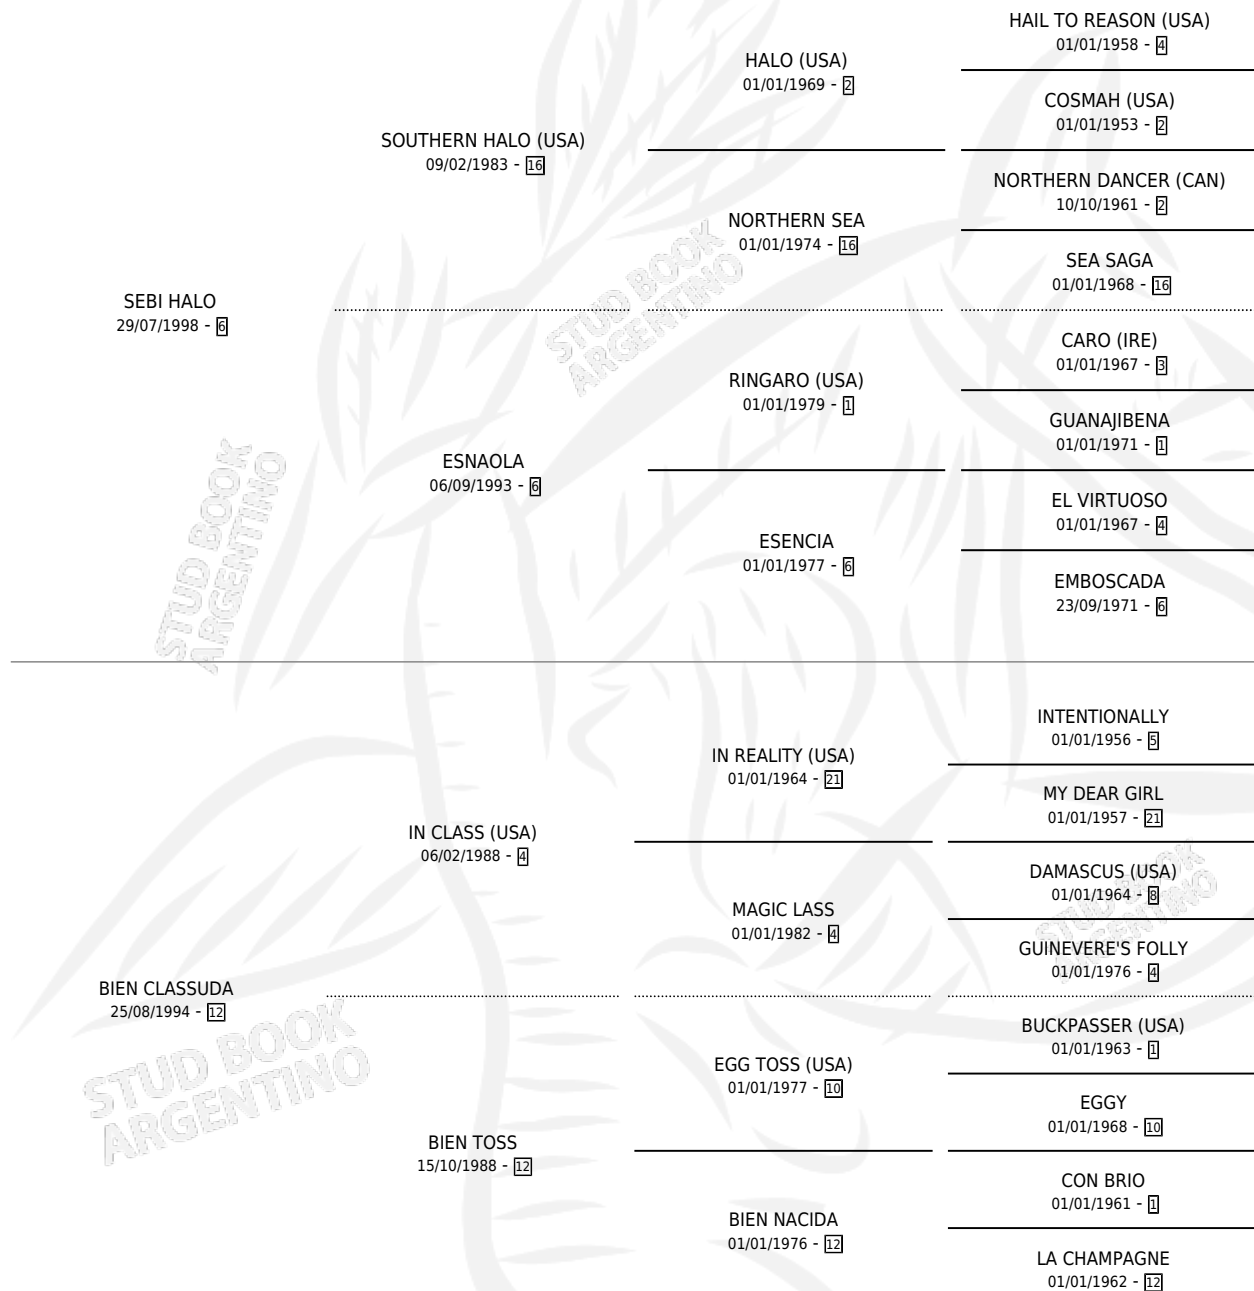 HAIL TO REASON (USA)
01/01/1958 - 4
HALO (USA)
01/01/1969 - 2
COSMAH (USA)
01/01/1953 - 2
SOUTHERN HALO (USA)
09/02/1983 - 16
NORTHERN DANCER (CAN)
10/10/1961 - 2
NORTHERN SEA
01/01/1974 - 16
SEA SAGA
01/01/1968 - 16
SEBI HALO
29/07/1998 - 6
CARO (IRE)
01/01/1967 - 3
RINGARO (USA)
01/01/1979 - 1
GUANAJIBENA
01/01/1971 - 1
ESNAOLA
06/09/1993 - 6
EL VIRTUOSO
01/01/1967 - 4
ESENCIA
01/01/1977 - 6
EMBOSCADA
23/09/1971 - 6
INTENTIONALLY
01/01/1956 - 5
IN REALITY (USA)
01/01/1964 - 21
MY DEAR GIRL
01/01/1957 - 21
IN CLASS (USA)
06/02/1988 - 4
DAMASCUS (USA)
01/01/1964 - 8
MAGIC LASS
01/01/1982 - 4
GUINEVERE'S FOLLY
01/01/1976 - 4
BIEN CLASSUDA
25/08/1994 - 12
BUCKPASSER (USA)
01/01/1963 - 1
EGG TOSS (USA)
01/01/1977 - 10
EGGY
01/01/1968 - 10
BIEN TOSS
15/10/1988 - 12
CON BRIO
01/01/1961 - 1
BIEN NACIDA
01/01/1976 - 12
LA CHAMPAGNE
01/01/1962 - 12
STUD BOOK
ARGENTINO
STUD BOOK
ARGENTINO
STUD BOOK
ARGENTINO
STUD BOOK
ARGENTINO